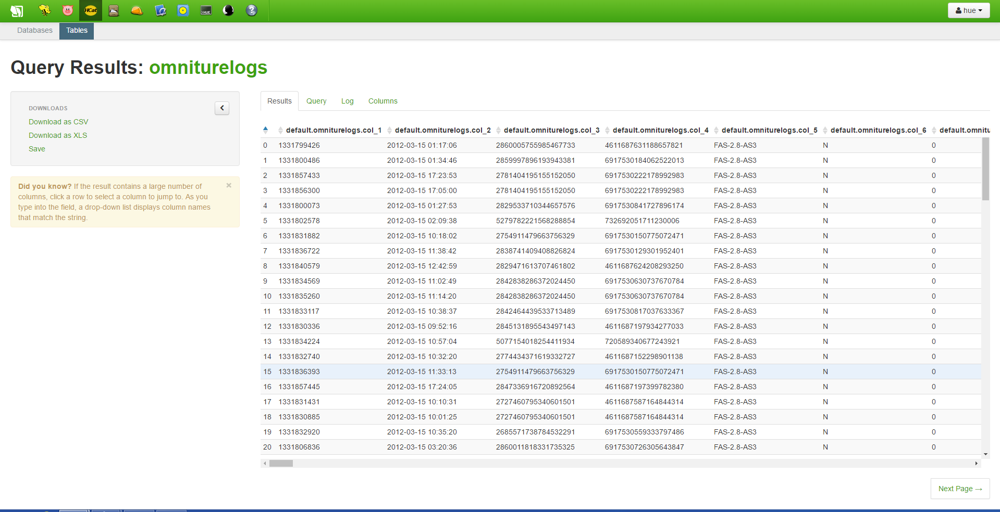 HCat
>HUE
?
hue
Databases Tables
Query Results: omniturelogs
DOWNLOADS
Download as CSV
Download as XLS
Save
Did you know? If the result contains a large number of
columns, click a row to select a column to jump to. As you
type into the field, a drop-down list displays column names
that match the string.
×
Results Query Log Columns
default.omniturelogs.col_1 default.omniturelogs.col_2 default.omniturelogs.col_3 default.omniturelogs.col_4 default.omniturelogs.col_5 default.omniturelogs.col_6 default.omnitu
0 1331799426 2012-03-15 01:17:06 2860005755985467733 4611687631188657821 FAS-2.8-AS3 N 0
1 1331800486 2012-03-15 01:34:46 2859997896193943381 6917530184062522013 FAS-2.8-AS3 N 0
2 1331857433 2012-03-15 17:23:53 2781404195155152050 6917530222178992983 FAS-2.8-AS3 N 0
3 1331856300 2012-03-15 17:05:00 2781404195155152050 6917530222178992983 FAS-2.8-AS3 N 0
4 1331800073 2012-03-15 01:27:53 2829533710344657576 6917530841727896174 FAS-2.8-AS3 N 0
5 1331802578 2012-03-15 02:09:38 5279782221568288854 732692051711230006 FAS-2.8-AS3 N 0
6 1331831882 2012-03-15 10:18:02 2754911479663756329 6917530150775072471 FAS-2.8-AS3 N 0
7 1331836722 2012-03-15 11:38:42 2838741409408826824 6917530129301952401 FAS-2.8-AS3 N 0
8 1331840579 2012-03-15 12:42:59 2829471613707461802 4611687624208293250 FAS-2.8-AS3 N 0
9 1331834569 2012-03-15 11:02:49 2842838286372024450 6917530630737670784 FAS-2.8-AS3 N 0
10 1331835260 2012-03-15 11:14:20 2842838286372024450 6917530630737670784 FAS-2.8-AS3 N 0
11 1331833117 2012-03-15 10:38:37 2842464439533713489 6917530817037633367 FAS-2.8-AS3 N 0
12 1331830336 2012-03-15 09:52:16 2845131895543497143 4611687197934277033 FAS-2.8-AS3 N 0
13 1331834224 2012-03-15 10:57:04 5077154018254411934 720589340677243921 FAS-2.8-AS3 N 0
14 1331832740 2012-03-15 10:32:20 2774434371619332727 4611687152298901138 FAS-2.8-AS3 N 0
15 1331836393 2012-03-15 11:33:13 2754911479663756329 6917530150775072471 FAS-2.8-AS3 N 0
16 1331857445 2012-03-15 17:24:05 2847336916720892564 4611687197399782380 FAS-2.8-AS3 N 0
17 1331831431 2012-03-15 10:10:31 2727460795340601501 4611687587164844314 FAS-2.8-AS3 N 0
18 1331830885 2012-03-15 10:01:25 2727460795340601501 4611687587164844314 FAS-2.8-AS3 N 0
19 1331832920 2012-03-15 10:35:20 2685571738784532291 6917530559333797486 FAS-2.8-AS3 N 0
20 1331806836 2012-03-15 03:20:36 2860011818331735325 6917530726305643847 FAS-2.8-AS3 N 0
Next Page →